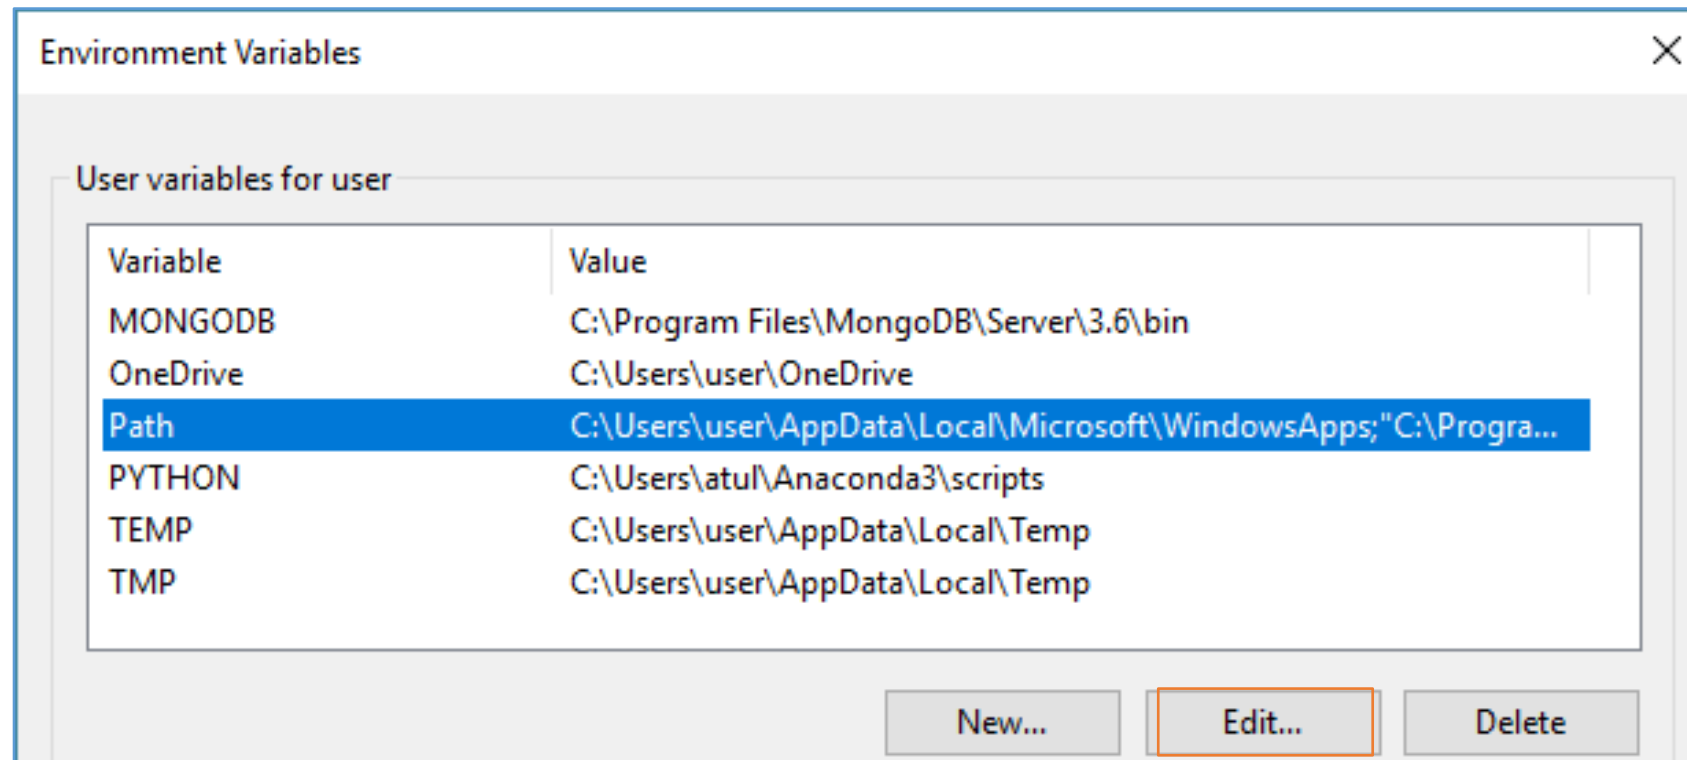 Environment Variables
User variables for user
Variable Value
MONGODB C:\Program Files\MongoDB\Server\3.6\bin
OneDrive C:\Users\user\OneDrive
Path C:\Users\user\AppData\Local\Microsoft\WindowsApps;"C:\Progra...
PYTHON C:\Users\atul\Anaconda3\scripts
TEMP C:\Users\user\AppData\Local\Temp
TMP C:\Users\user\AppData\Local\Temp
New... Edit... Delete